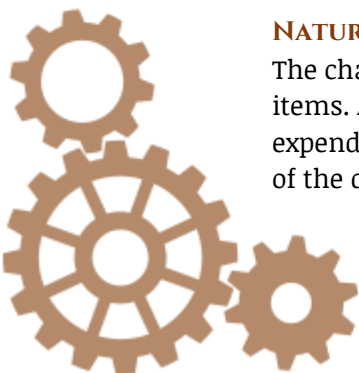 NATUR
The cha
items. A
expend
of the c